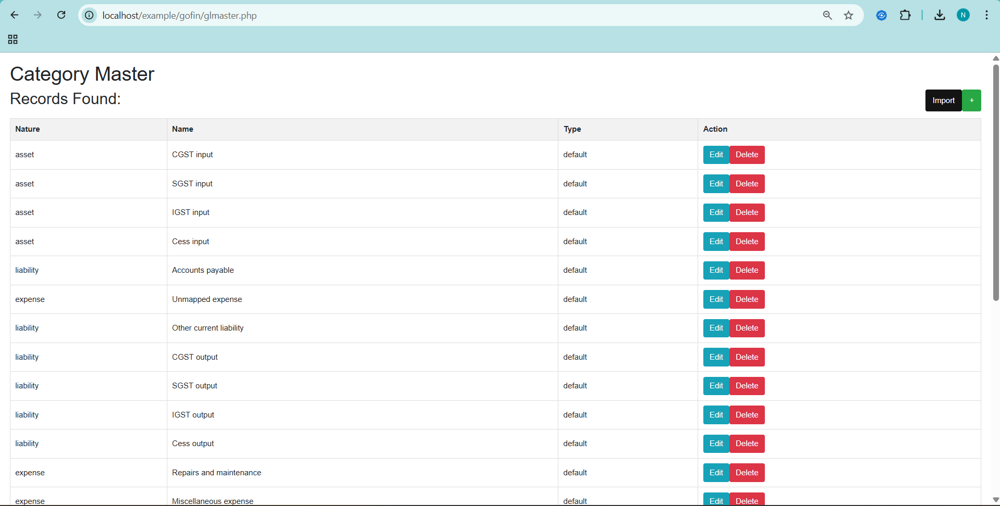 localhost/example/gofin/glmaster.php
N
Category Master
Records Found:
Import +
Nature Name Type Action
asset CGST input default Edit Delete
asset SGST input default Edit Delete
asset IGST input default Edit Delete
asset Cess input default Edit Delete
liability Accounts payable default Edit Delete
expense Unmapped expense default Edit Delete
liability Other current liability default Edit Delete
liability CGST output default Edit Delete
liability SGST output default Edit Delete
liability IGST output default Edit Delete
liability Cess output default Edit Delete
expense Repairs and maintenance default Edit Delete
expense Miscellaneous expense default Edit Delete